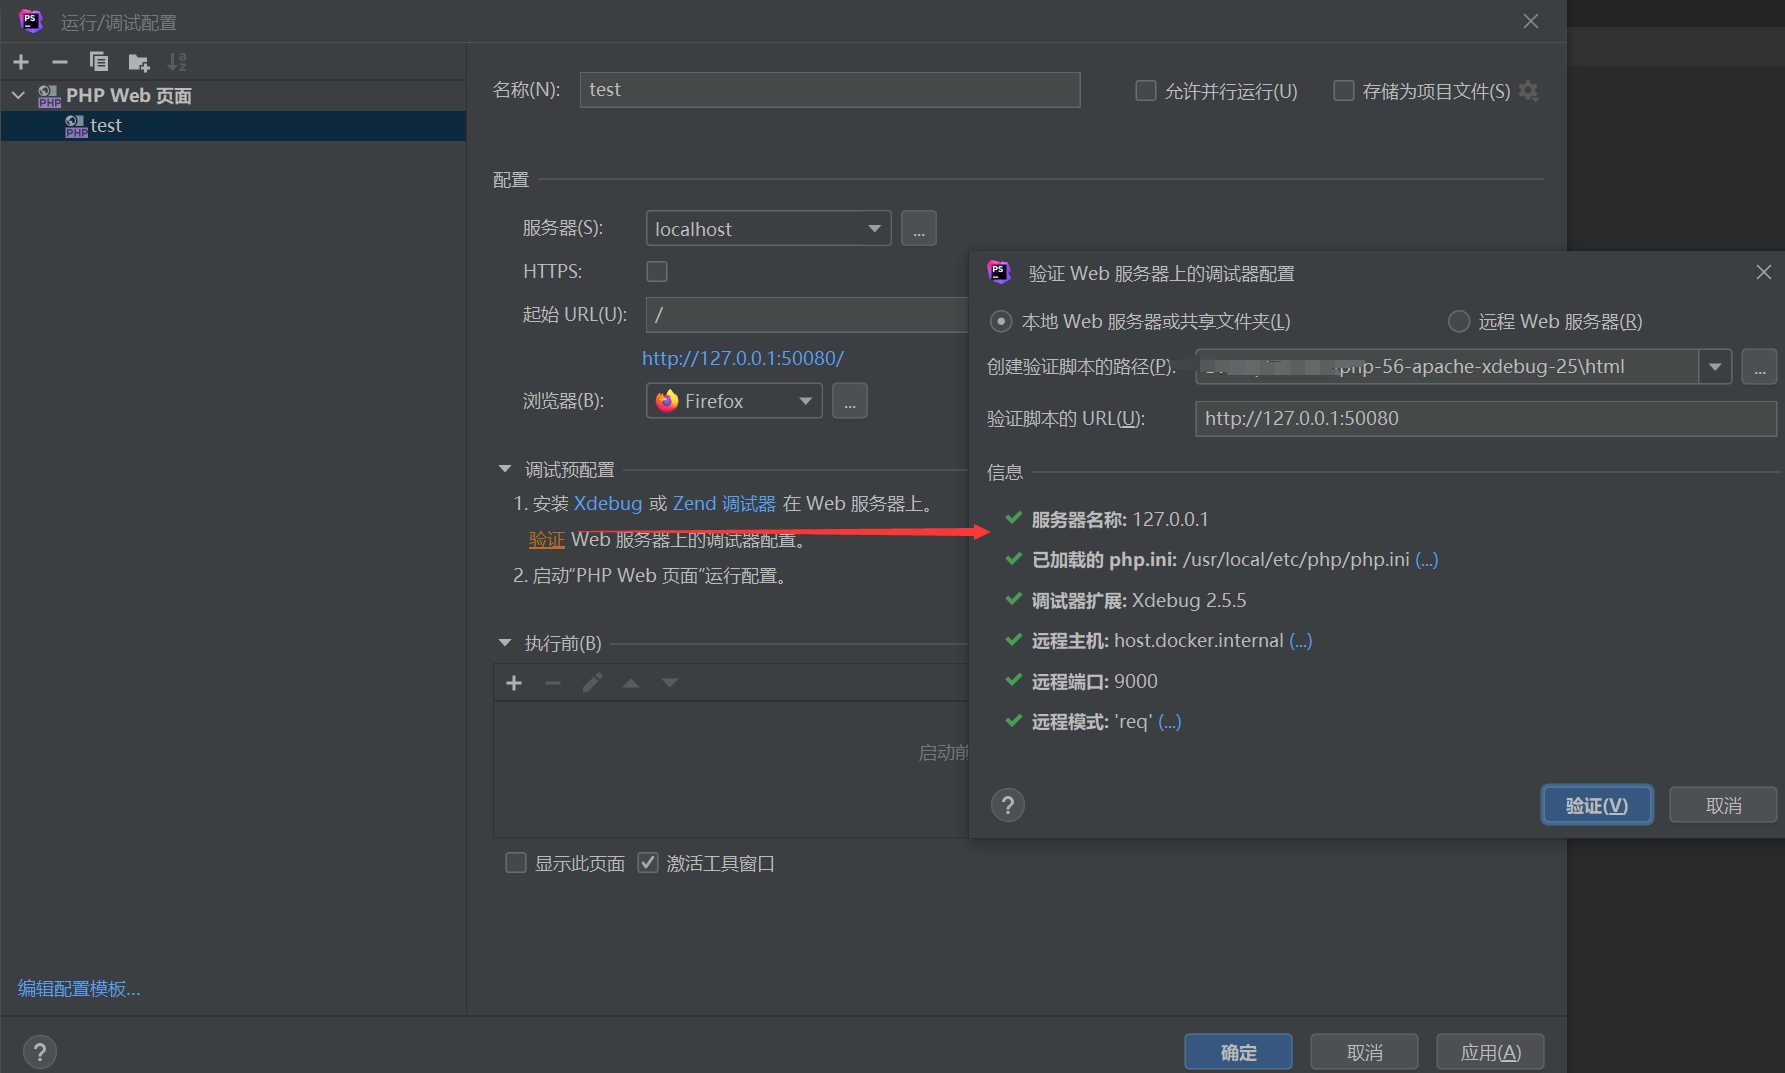 运行/调试配置
PHP Web 页面
test
名称(N): test
允许并行运行(U)
存储为项目文件(S)
配置
服务器(S): localhost ...
HTTPS:
起始 URL(U): /
http://127.0.0.1:50080/
浏览器(B): Firefox ...
调试预配置
1. 安装 Xdebug 或 Zend 调试器 在 Web 服务器上。
验证 Web 服务器上的调试器配置。
2. 启动“PHP Web 页面”运行配置。
执行前(B)
启动前
显示此页面
激活工具窗口
编辑配置模板...
?
确定
取消
应用(A)
验证 Web 服务器上的调试器配置
本地 Web 服务器或共享文件夹(L)
远程 Web 服务器(R)
创建验证脚本的路径(P): php-56-apache-xdebug-25\html ...
验证脚本的 URL(U): http://127.0.0.1:50080
信息
服务器名称: 127.0.0.1
已加载的 php.ini: /usr/local/etc/php/php.ini (...)
调试器扩展: Xdebug 2.5.5
远程主机: host.docker.internal (...)
远程端口: 9000
远程模式: 'req' (...)
?
验证(V)
取消